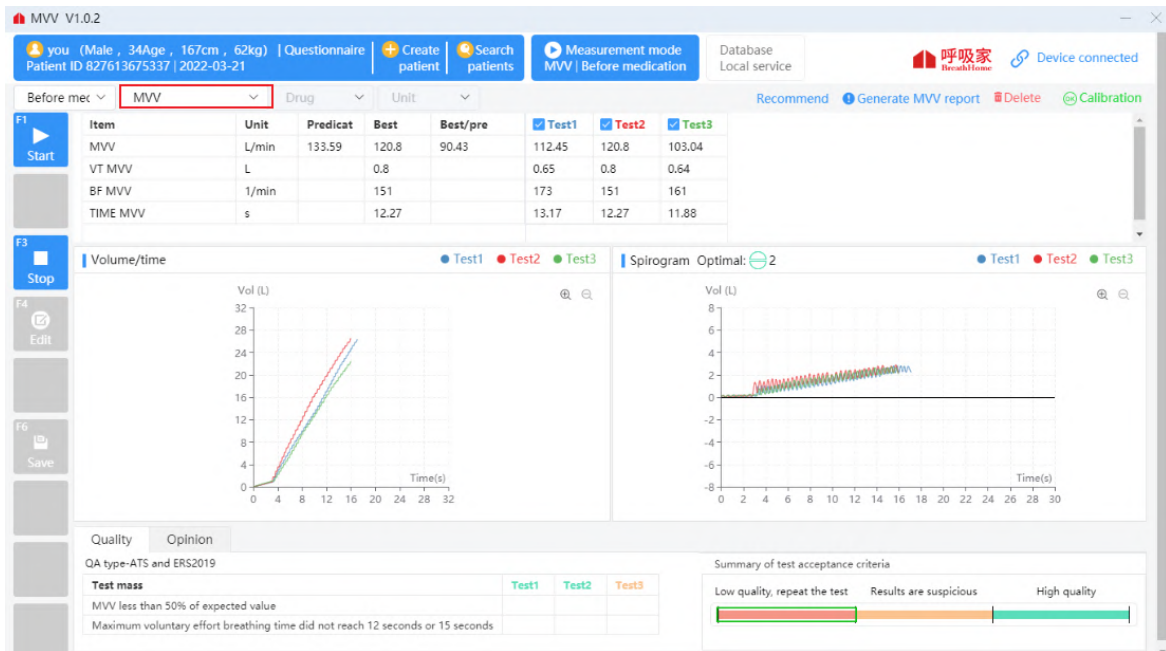 MVV V1.0.2
you (Male , 34Age , 167cm , 62kg) | Questionnaire
Patient ID 827613675337 | 2022-03-21
Create patient
Search patients
Measurement mode
MVV | Before medication
Database
Local service
呼吸家
BreathHome
Device connected
Before mec MVV Drug Unit
Recommend Generate MVV report Delete OK Calibration
F1
Start
F3
Stop
F4
Edit
F6
Save
Item Unit Predicat Best Best/pre Test1 Test2 Test3
MVV L/min 133.59 120.8 90.43 112.45 120.8 103.04
VT MVV L 0.8 0.65 0.8 0.64
BF MVV 1/min 151 173 151 161
TIME MVV s 12.27 13.17 12.27 11.88
Volume/time Test1 Test2 Test3
Vol (L)
32
28
24
20
16
12
8
4
0
Time(s)
0 4 8 12 16 20 24 28 32
Spirogram Optimal: 2 Test1 Test2 Test3
Vol (L)
8
6
4
2
0
-2
-4
-6
-8
Time(s)
0 2 4 6 8 10 12 14 16 18 20 22 24 26 28 30
Quality Opinion
QA type-ATS and ERS2019
Test mass Test1 Test2 Test3
MVV less than 50% of expected value
Maximum voluntary effort breathing time did not reach 12 seconds or 15 seconds
Summary of test acceptance criteria
Low quality, repeat the test Results are suspicious High quality